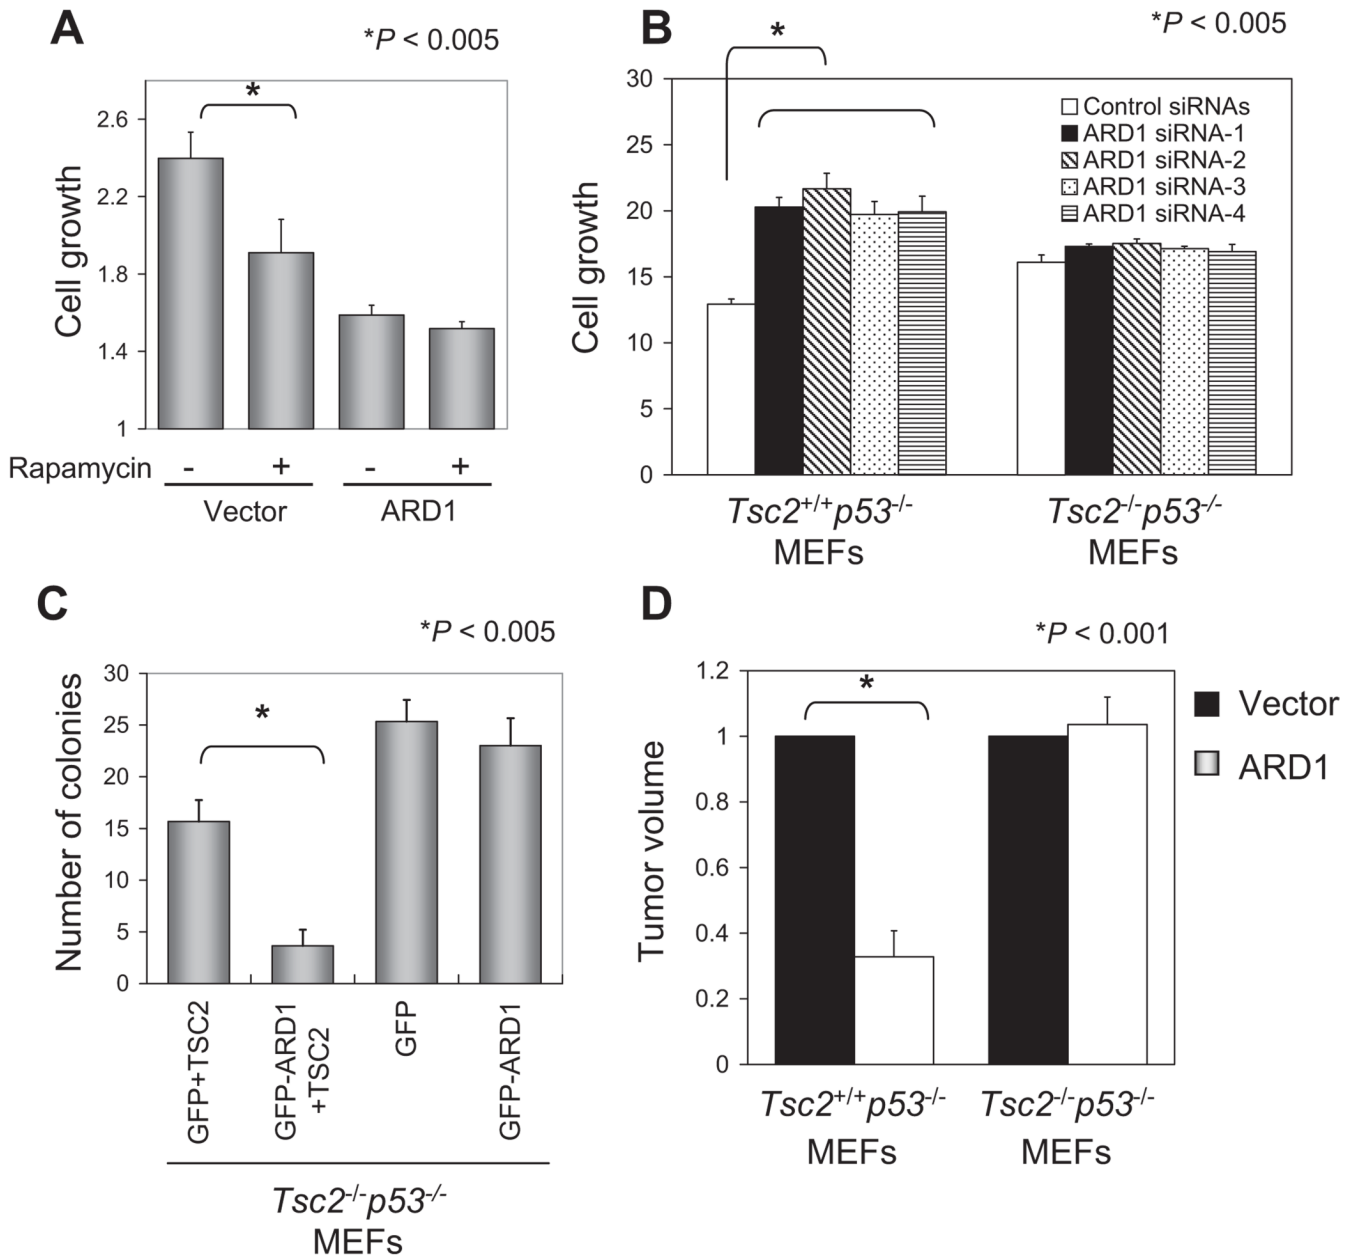 A
*P < 0.005
*
2.6
2.2
1.8
1.4
1
Cell growth
Rapamycin - + - +
Vector ARD1
B
*P < 0.005
*
30
25
20
15
10
5
0
Cell growth
Control siRNAs
ARD1 siRNA-1
ARD1 siRNA-2
ARD1 siRNA-3
ARD1 siRNA-4
Tsc2+/+p53-/- Tsc2-/-p53-/-
MEFs MEFs
C
*P < 0.005
*
30
25
20
15
10
5
0
Number of colonies
GFP+TSC2
GFP-ARD1
+TSC2
GFP
GFP-ARD1
Tsc2-/-p53-/-
MEFs
D
*P < 0.001
*
1.2
1
0.8
0.6
0.4
0.2
0
Tumor volume
Vector
ARD1
Tsc2+/+p53-/- Tsc2-/-p53-/-
MEFs MEFs